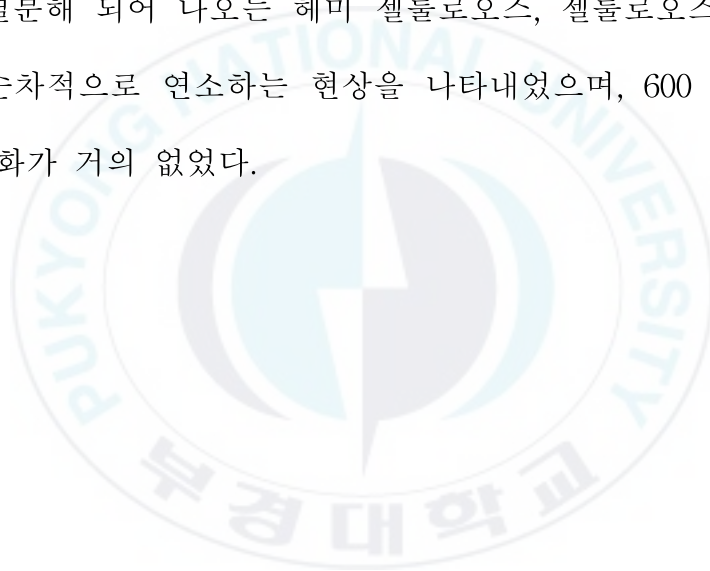 열분해 되어 나오는 헤미 셀룰로오스, 셀룰로오스
순차적으로 연소하는 현상을 나타내었으며, 600
화가 거의 없었다.
PUKYONG NATIONAL UNIVERSITY
부경대학교